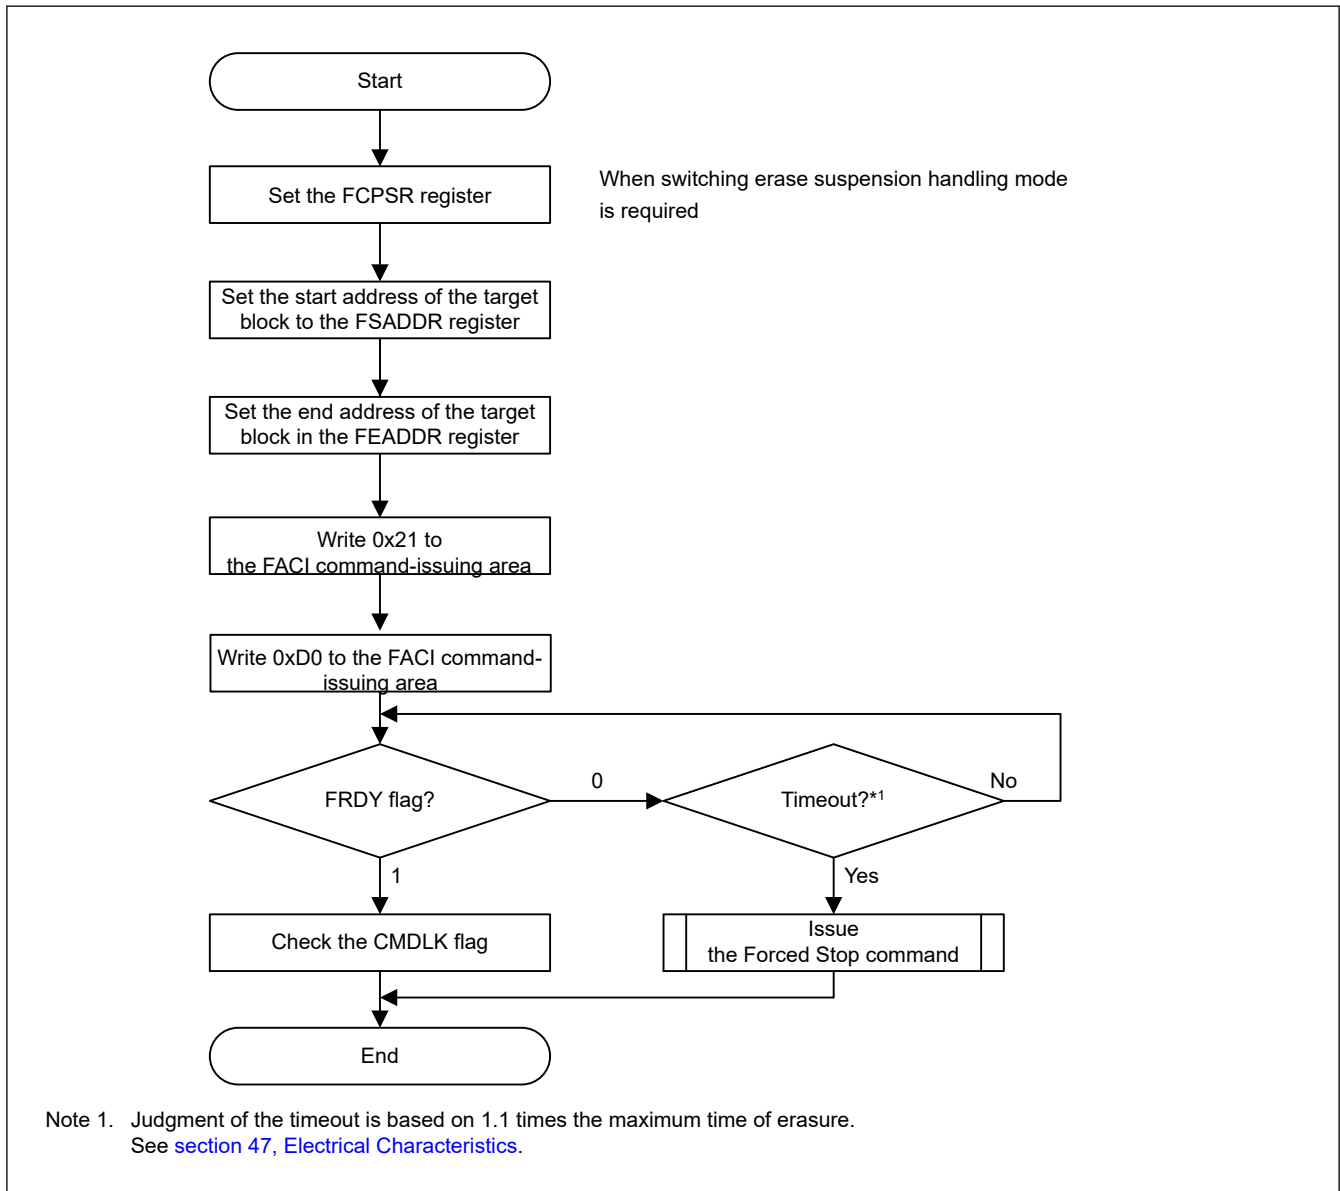 Start
Set the FCPSR register
When switching erase suspension handling mode
is required
Set the start address of the target
block to the FSADDR register
Set the end address of the target
block in the FEADDR register
Write 0x21 to
the FACI command-issuing area
Write 0xD0 to the FACI command-
issuing area
FRDY flag?
0
Timeout?*1
No
1
Yes
Check the CMDLK flag
Issue
the Forced Stop command
End
Note 1. Judgment of the timeout is based on 1.1 times the maximum time of erasure.
See section 47, Electrical Characteristics.